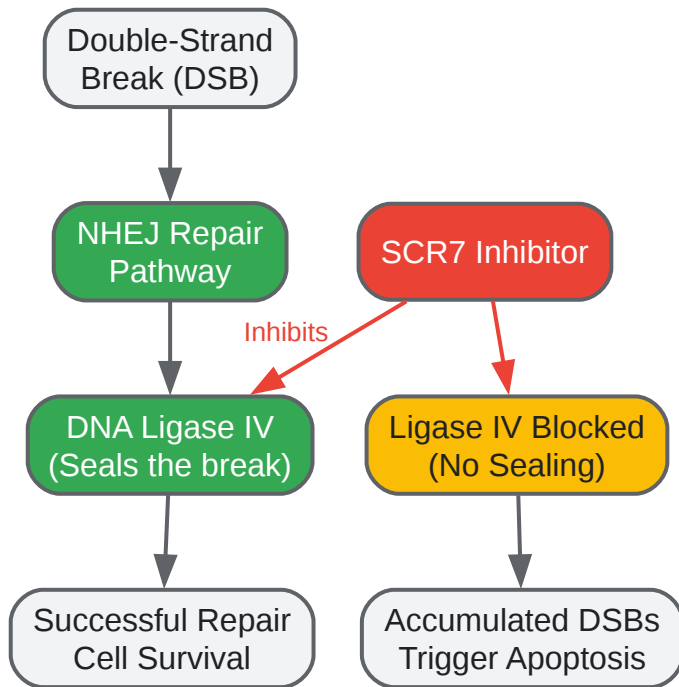 Double-Strand
Break (DSB)
NHEJ Repair
Pathway
SCR7 Inhibitor
Inhibits
DNA Ligase IV
(Seals the break)
Ligase IV Blocked
(No Sealing)
Successful Repair
Cell Survival
Accumulated DSBs
Trigger Apoptosis